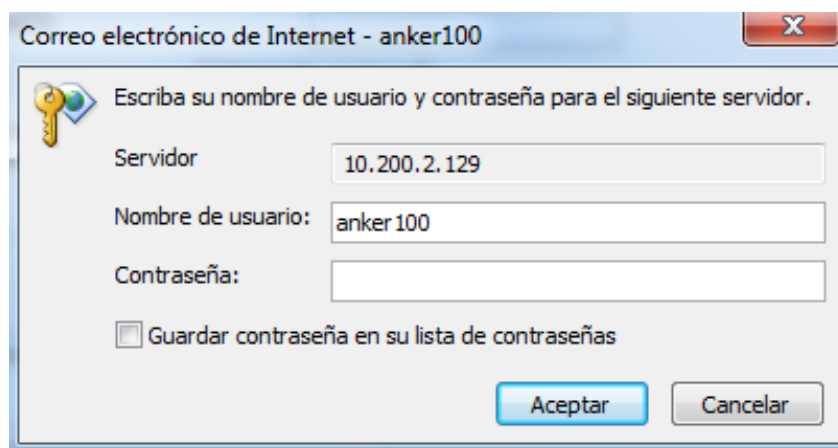 Correo electrónico de Internet - anker100
Escriba su nombre de usuario y contraseña para el siguiente servidor.
Servidor
10.200.2.129
Nombre de usuario:
anker100
Contraseña:
Guardar contraseña en su lista de contraseñas
Aceptar
Cancelar